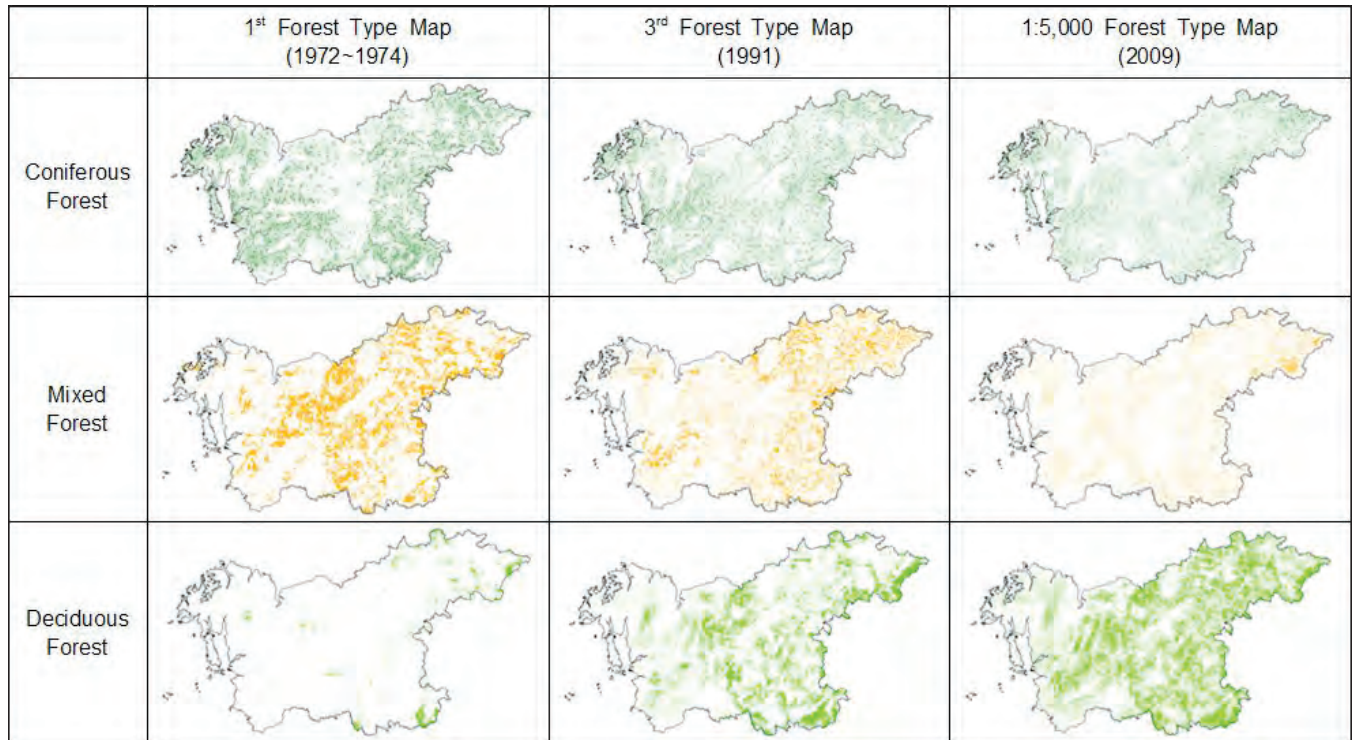 1st Forest Type Map
(1972~1974)
3rd Forest Type Map
(1991)
1:5,000 Forest Type Map
(2009)
Coniferous
Forest
Mixed
Forest
Deciduous
Forest